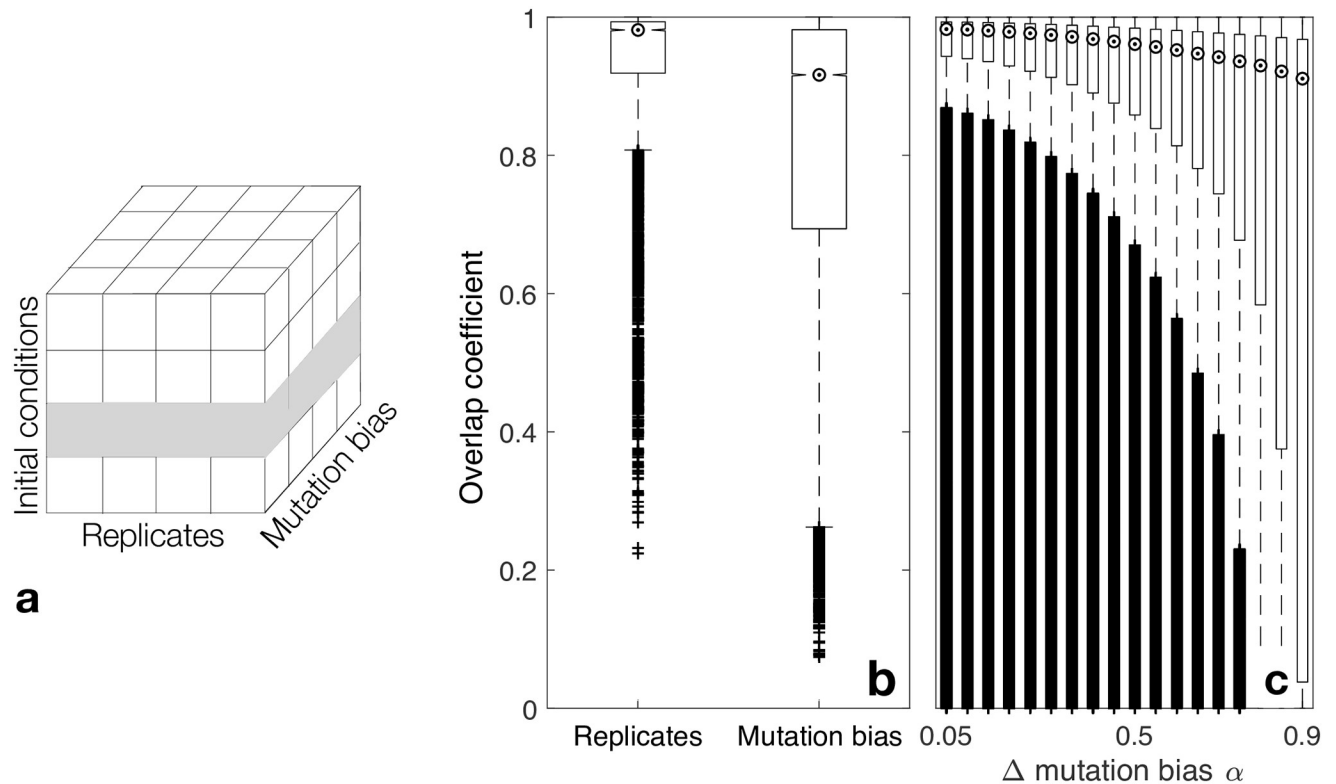 Initial conditions
Replicates
Mutation bias
a
Overlap coefficient
1
0.8
0.6
0.4
0.2
0
Replicates
Mutation bias
b
c
0.05
0.5
0.9
Δ mutation bias α